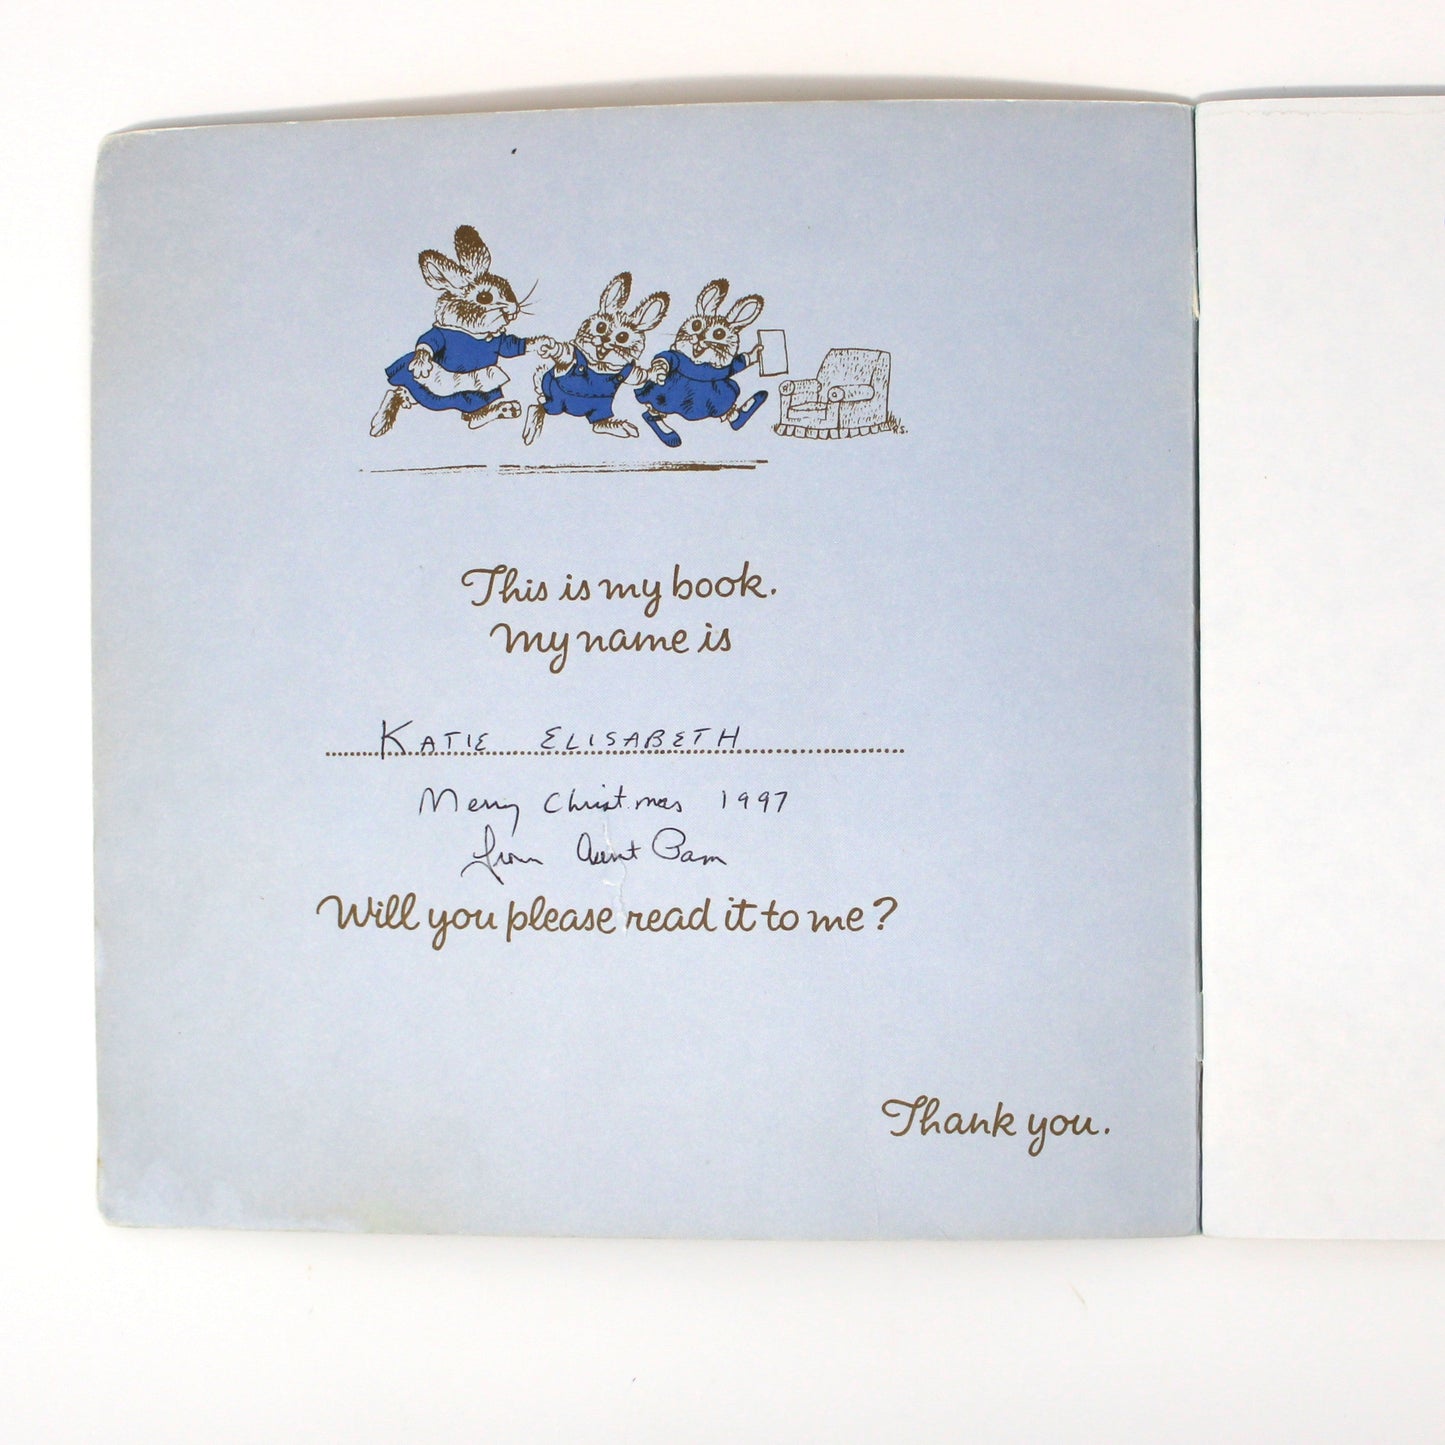 R.S.
This is my book.
My name is
KATIE ELISABETH
Merry Christmas 1997
from Aunt Pam
Will you please read it to me?
Thank you.